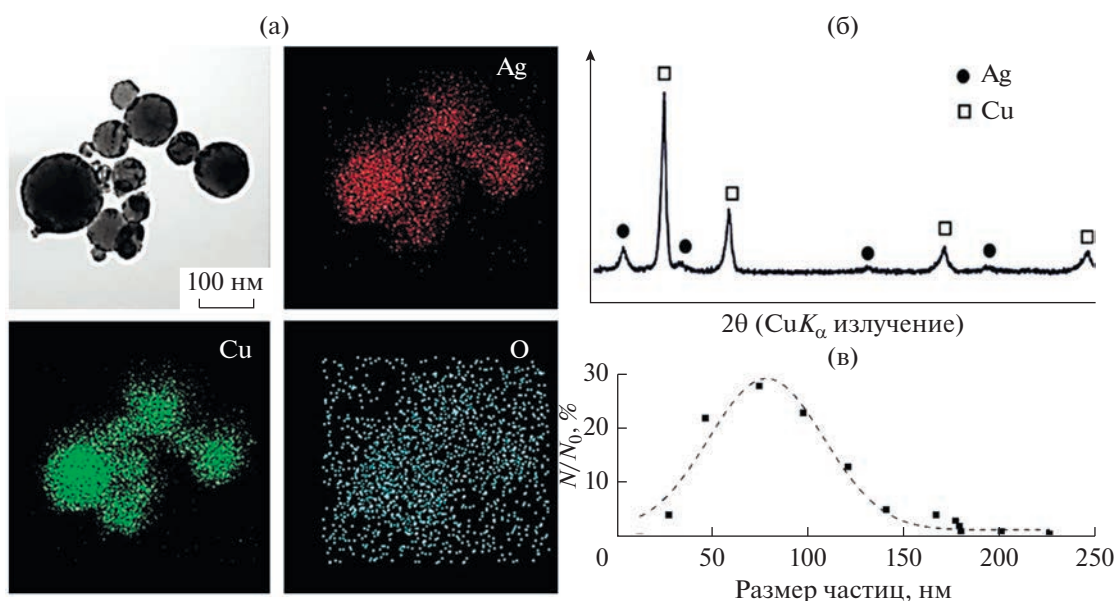 (а)
Ag
100 нм
Cu
O
(б)
Ag
Cu
2θ (CuKα излучение)
(в)
N/N0, %
30
20
10
0 50 100 150 200 250
Размер частиц, нм